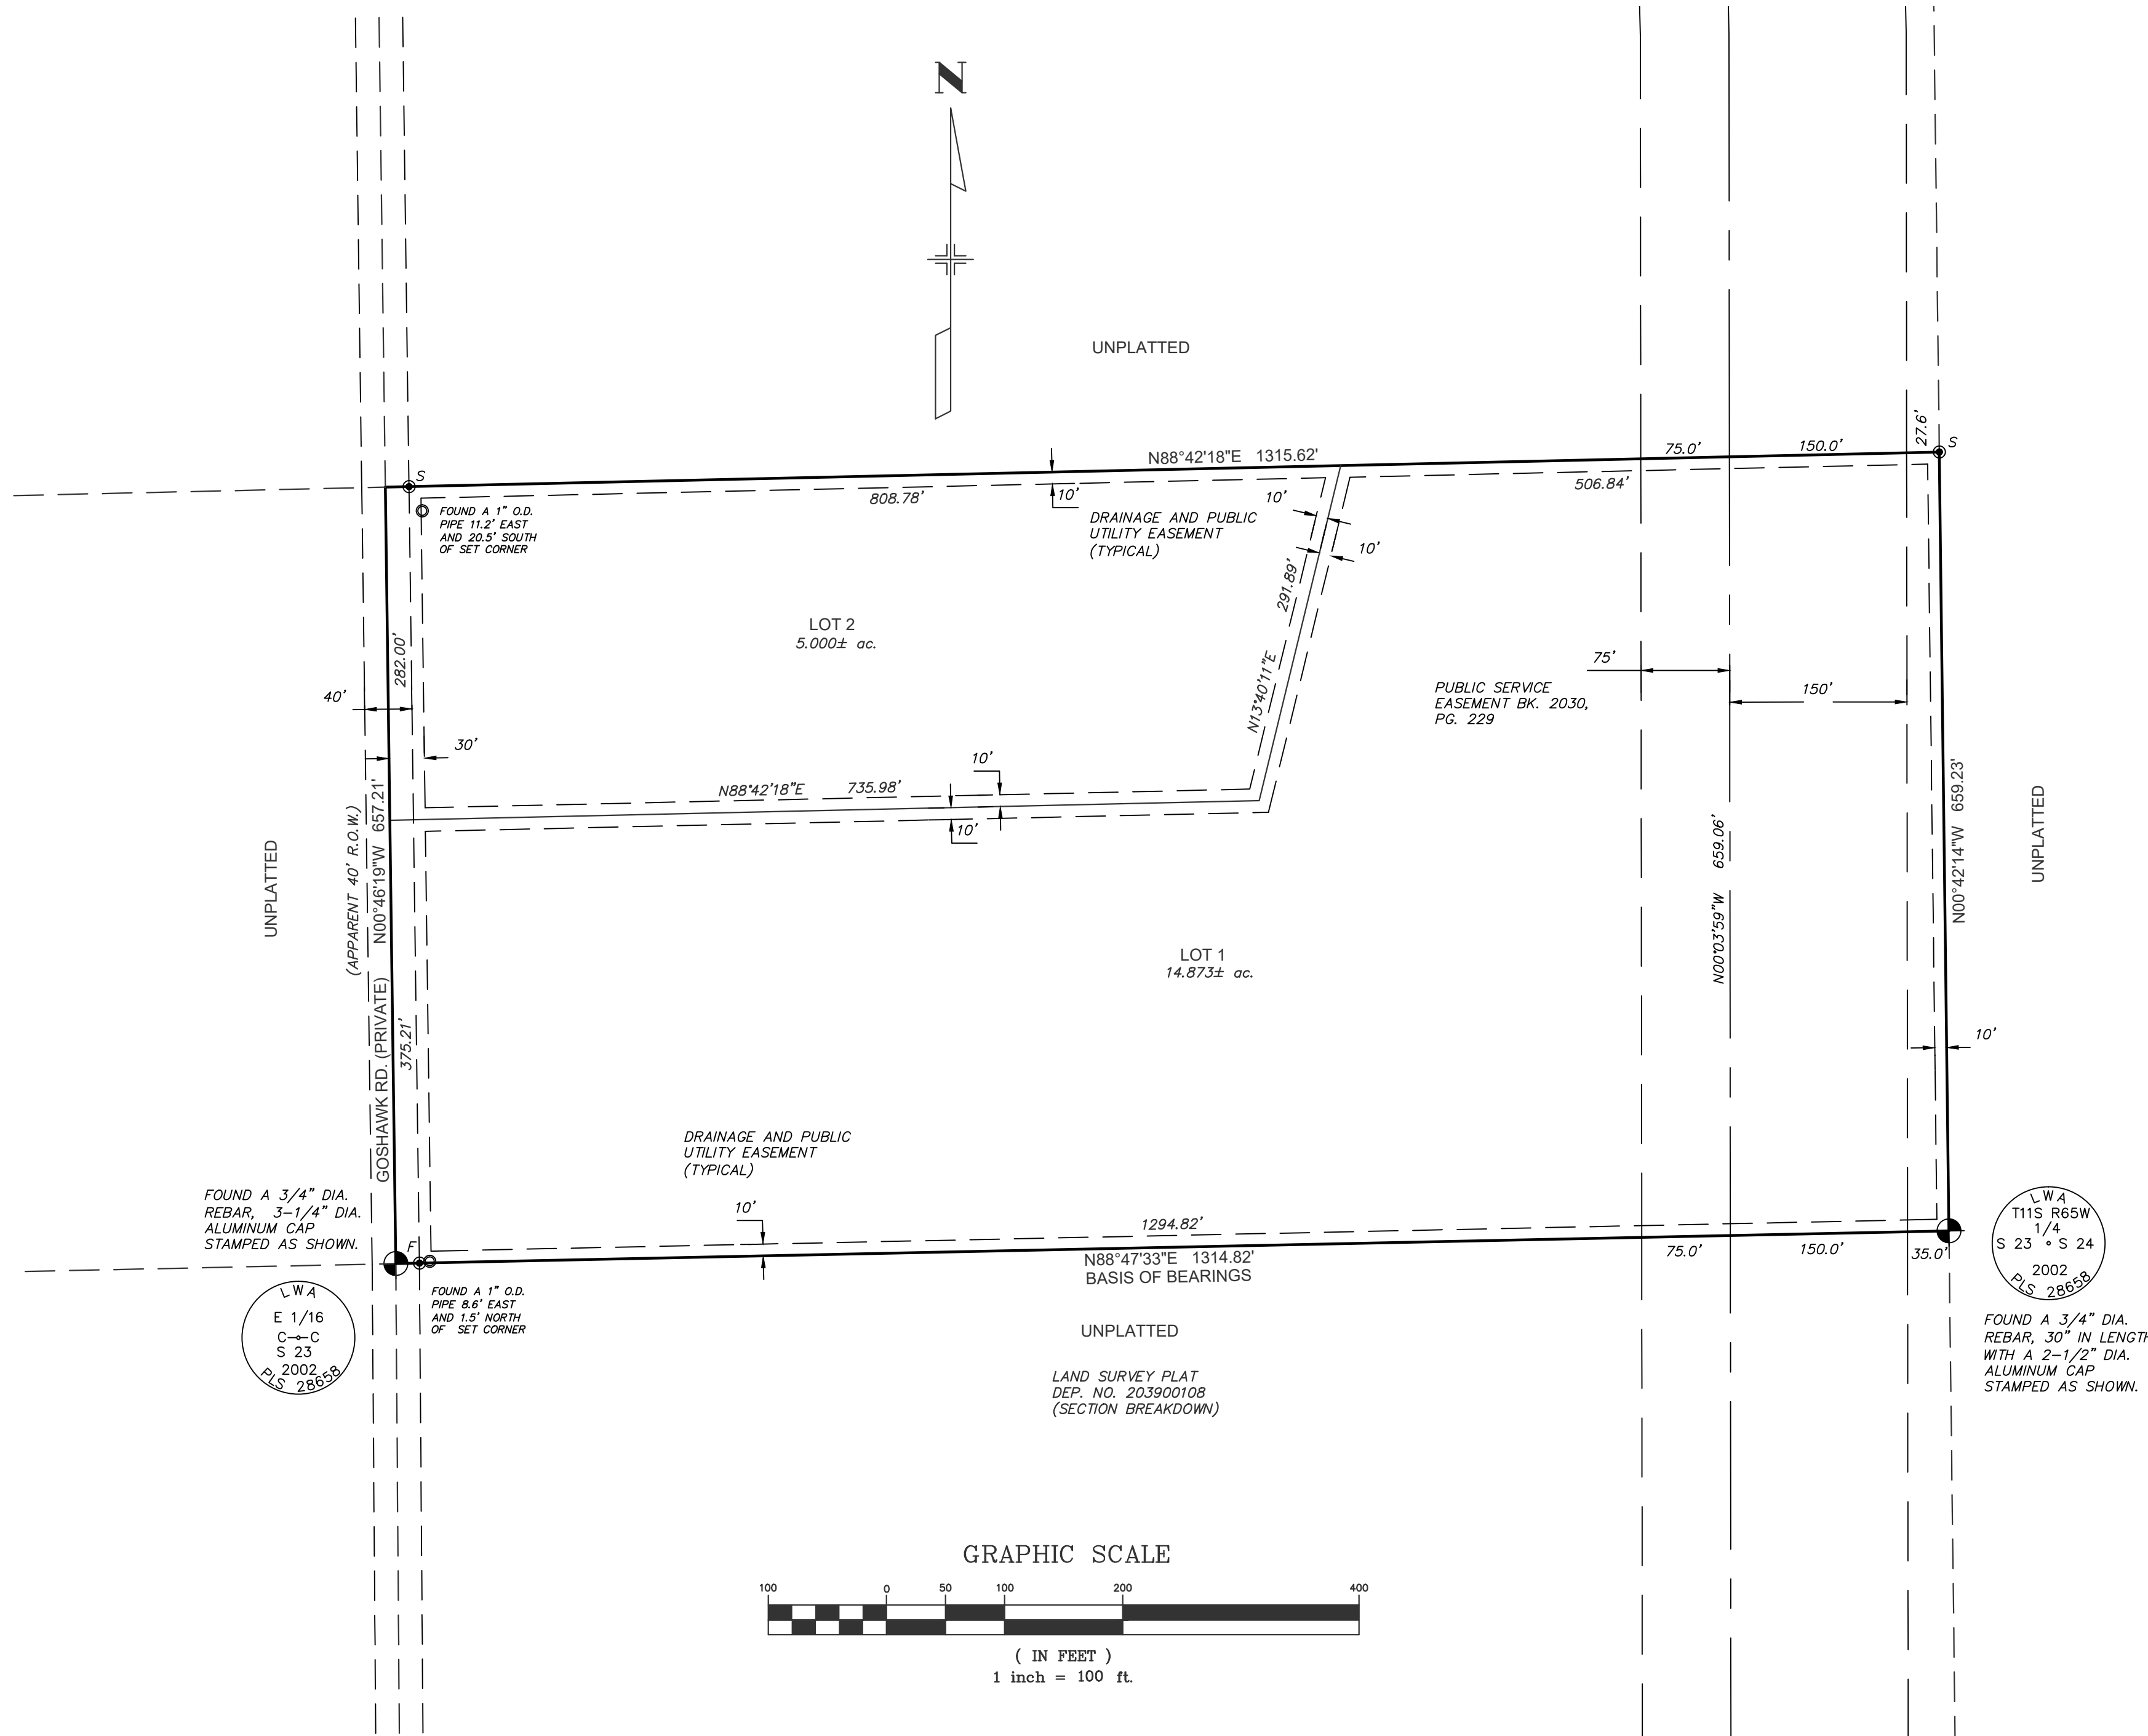 N
UNPLATTED
27.6'
S
N88°42'18"E 1315.62'
75.0'
150.0'
S
808.78'
10'
506.84'
FOUND A 1" O.D.
PIPE 11.2' EAST
AND 20.5' SOUTH
OF SET CORNER
DRAINAGE AND PUBLIC
UTILITY EASEMENT
(TYPICAL)
10'
10'
291.89'
N13°40'11"E
LOT 2
5.000± ac.
282.00'
40'
30'
75'
150'
PUBLIC SERVICE
EASEMENT BK. 2030,
PG. 229
10'
N88°42'18"E 735.98'
10'
UNPLATTED
(APPARENT 40' R.O.W.)
N00°46'19"W 657.21'
GOSHAWK RD. (PRIVATE)
375.21'
LOT 1
14.873± ac.
N00°03'59"W 659.06'
N00°42'14"W 659.23'
UNPLATTED
10'
DRAINAGE AND PUBLIC
UTILITY EASEMENT
(TYPICAL)
10'
FOUND A 3/4" DIA.
REBAR, 3-1/4" DIA.
ALUMINUM CAP
STAMPED AS SHOWN.
F
1294.82'
N88°47'33"E 1314.82'
BASIS OF BEARINGS
75.0'
150.0'
35.0'
LWA
T11S R65W
1/4
S 23 S 24
2002
PLS 28658
LWA
E 1/16
C C
S 23
2002
PLS 28658
FOUND A 1" O.D.
PIPE 8.6' EAST
AND 1.5' NORTH
OF SET CORNER
FOUND A 3/4" DIA.
REBAR, 30" IN LENGTH
WITH A 2-1/2" DIA.
ALUMINUM CAP
STAMPED AS SHOWN.
UNPLATTED
LAND SURVEY PLAT
DEP. NO. 203900108
(SECTION BREAKDOWN)
GRAPHIC SCALE
100 0 50 100 200 400
( IN FEET )
1 inch = 100 ft.